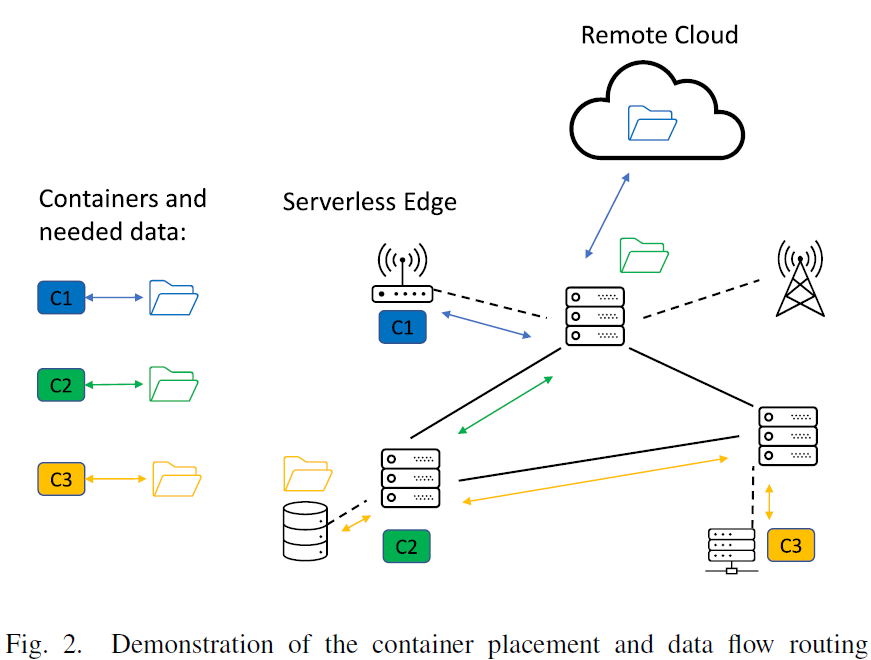 Remote Cloud
Containers and
needed data:
Serverless Edge
C1
C1
C2
C3
C2
C3
Fig. 2. Demonstration of the container placement and data flow routing